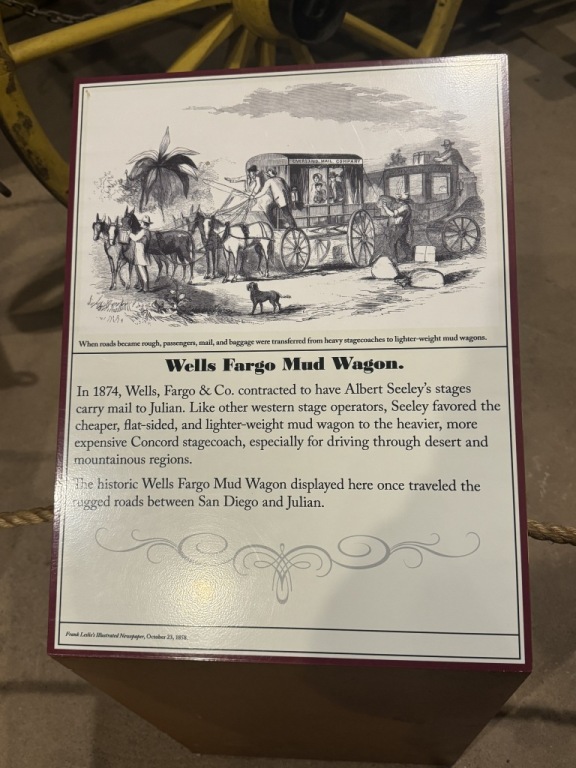 OVERLAND MAIL COMPANY
When roads became rough, passengers, mail, and baggage were transferred from heavy stagecoaches to lighter-weight mud wagons.
Wells Fargo Mud Wagon.
In 1874, Wells, Fargo & Co. contracted to have Albert Seeley's stages
carry mail to Julian. Like other western stage operators, Seeley favored the
cheaper, flat-sided, and lighter-weight mud wagon to the heavier, more
expensive Concord stagecoach, especially for driving through desert and
mountainous regions.
The historic Wells Fargo Mud Wagon displayed here once traveled the
rugged roads between San Diego and Julian.
Frank Leslie's Illustrated Newspaper, October 23, 1858.